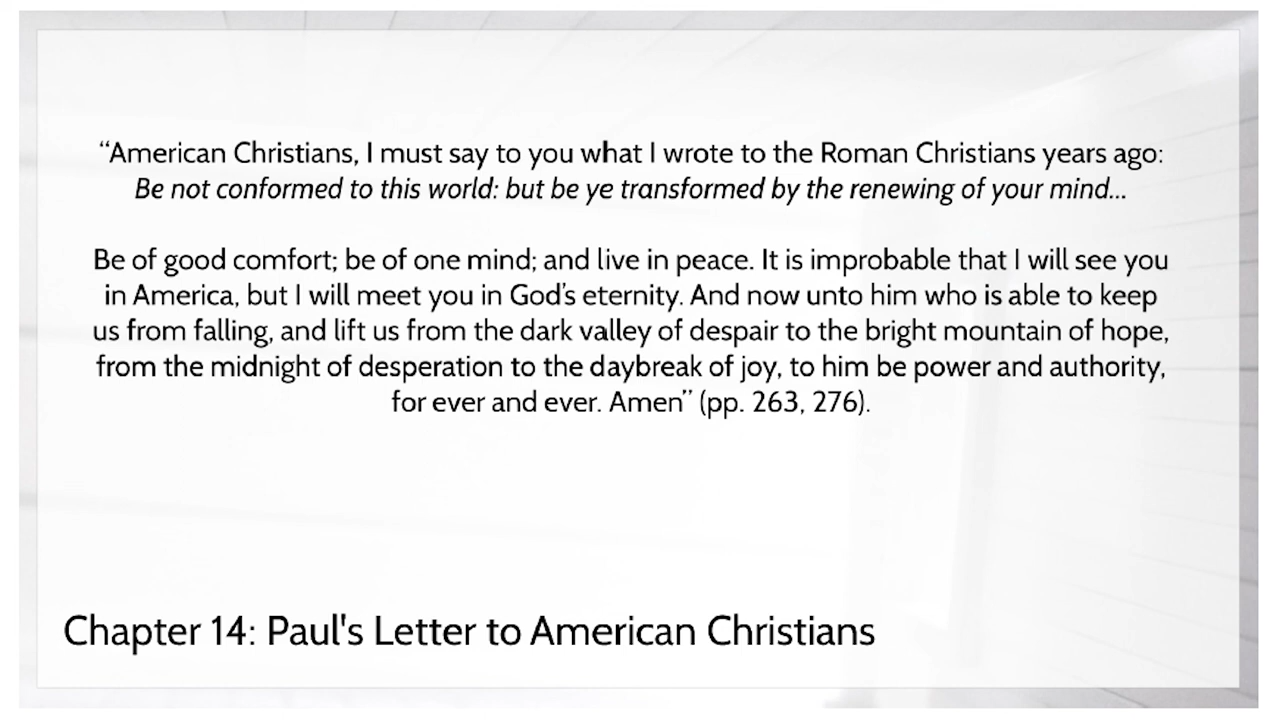 “American Christians, I must say to you what I wrote to the Roman Christians years ago:
Be not conformed to this world: but be ye transformed by the renewing of your mind...
Be of good comfort; be of one mind; and live in peace. It is improbable that I will see you
in America, but I will meet you in God's eternity. And now unto him who is able to keep
us from falling, and lift us from the dark valley of despair to the bright mountain of hope,
from the midnight of desperation to the daybreak of joy, to him be power and authority,
for ever and ever. Amen” (pp. 263, 276).
Chapter 14: Paul's Letter to American Christians